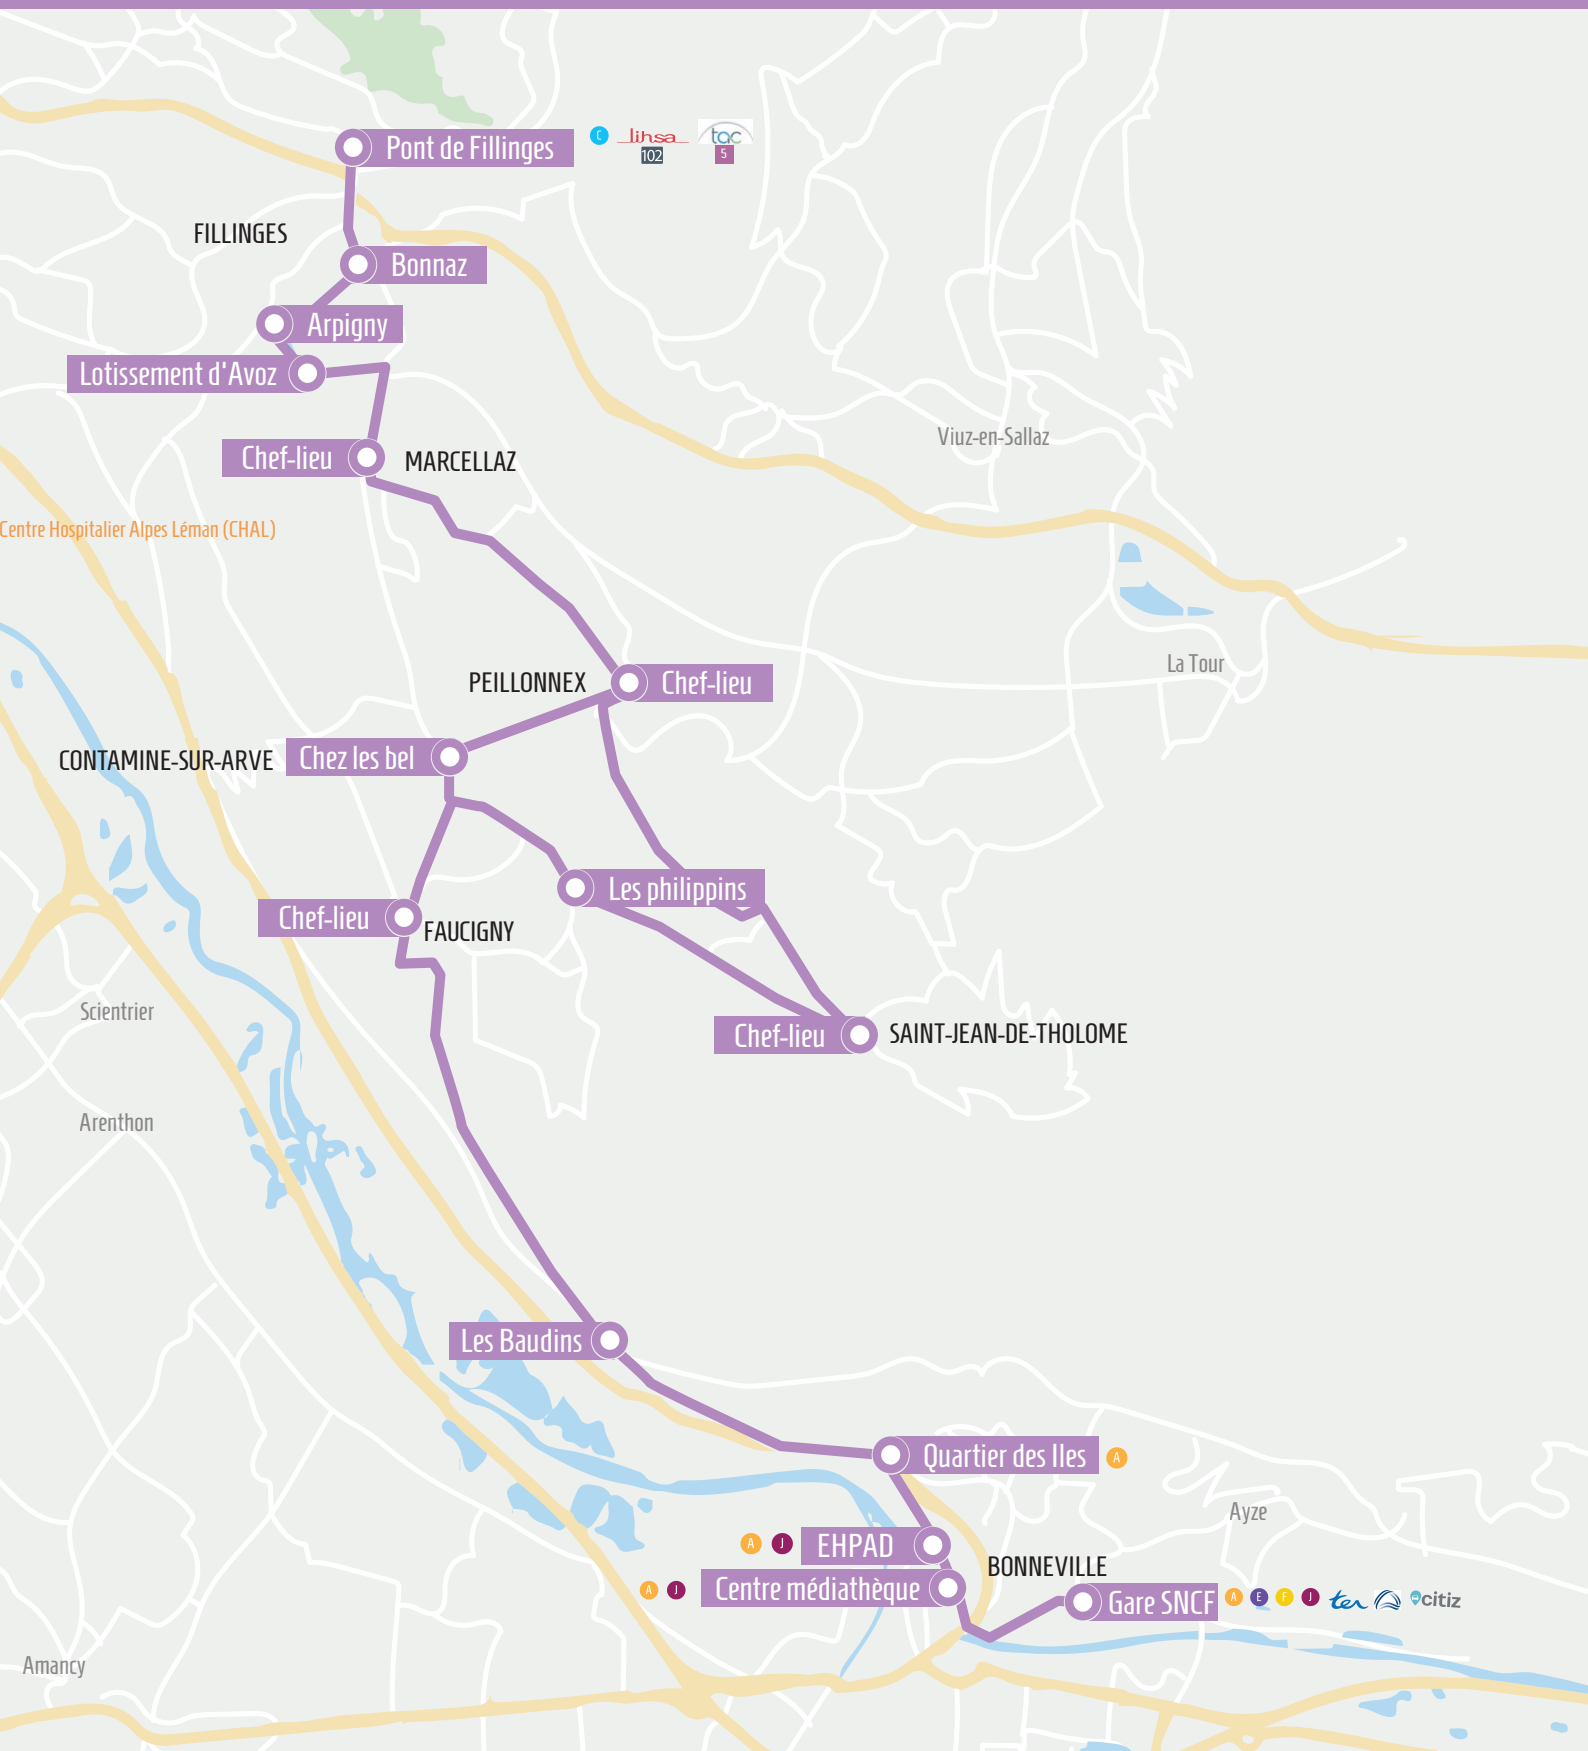 Pont de Fillinges
C
lihsa
102
tac
5
FILLINGES
Bonnaz
Arpigny
Lotissement d'Avoz
Chef-lieu
MARCELLAZ
Viuz-en-Sallaz
Centre Hospitalier Alpes Léman (CHAL)
La Tour
PEILLONNEX
Chef-lieu
CONTAMINE-SUR-ARVE
Chez les bel
Les philippins
Chef-lieu
FAUCIGNY
Scientrier
Chef-lieu
SAINT-JEAN-DE-THOLOME
Arenthon
Les Baudins
Quartier des Iles
A
Ayze
A J
EHPAD
BONNEVILLE
A J
Centre médiathèque
Gare SNCF
A E F J
ter
citiz
Amancy